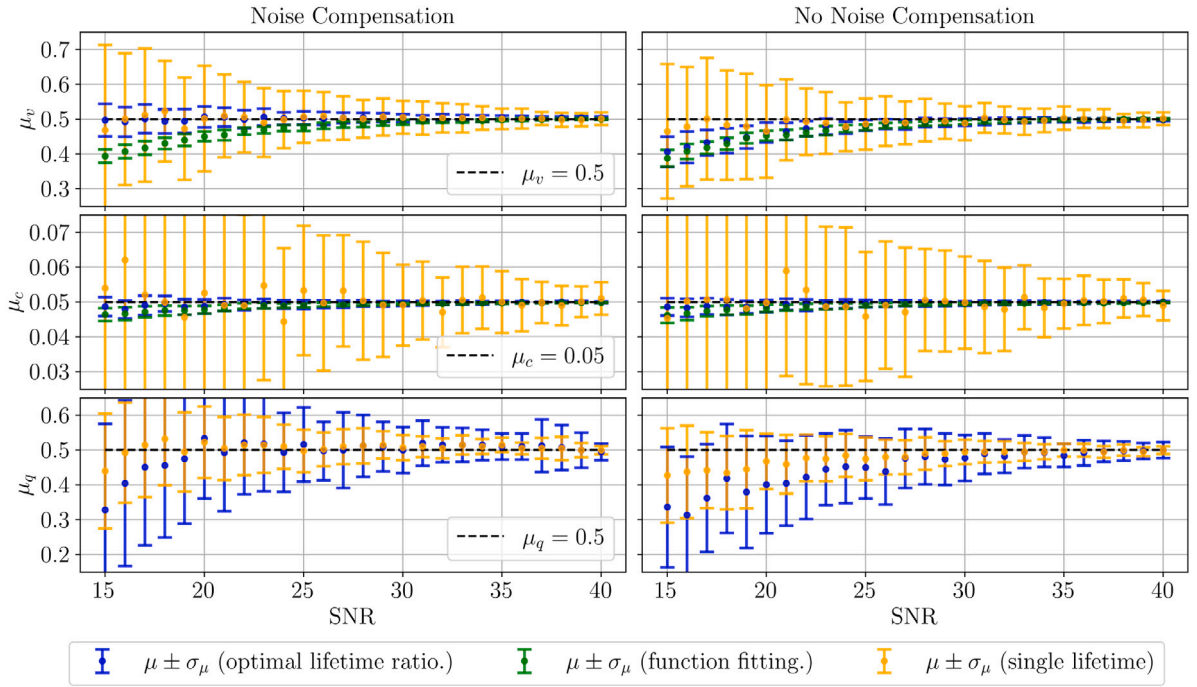 Noise Compensation
No Noise Compensation
0.7
0.6
0.5
0.4
0.3
μ_v
μ_v = 0.5
0.07
0.06
0.05
0.04
0.03
μ_c
μ_c = 0.05
0.6
0.5
0.4
0.3
0.2
μ_q
μ_q = 0.5
15 20 25 30 35 40
15 20 25 30 35 40
SNR
SNR
μ ± σ_μ (optimal lifetime ratio.)
μ ± σ_μ (function fitting.)
μ ± σ_μ (single lifetime)